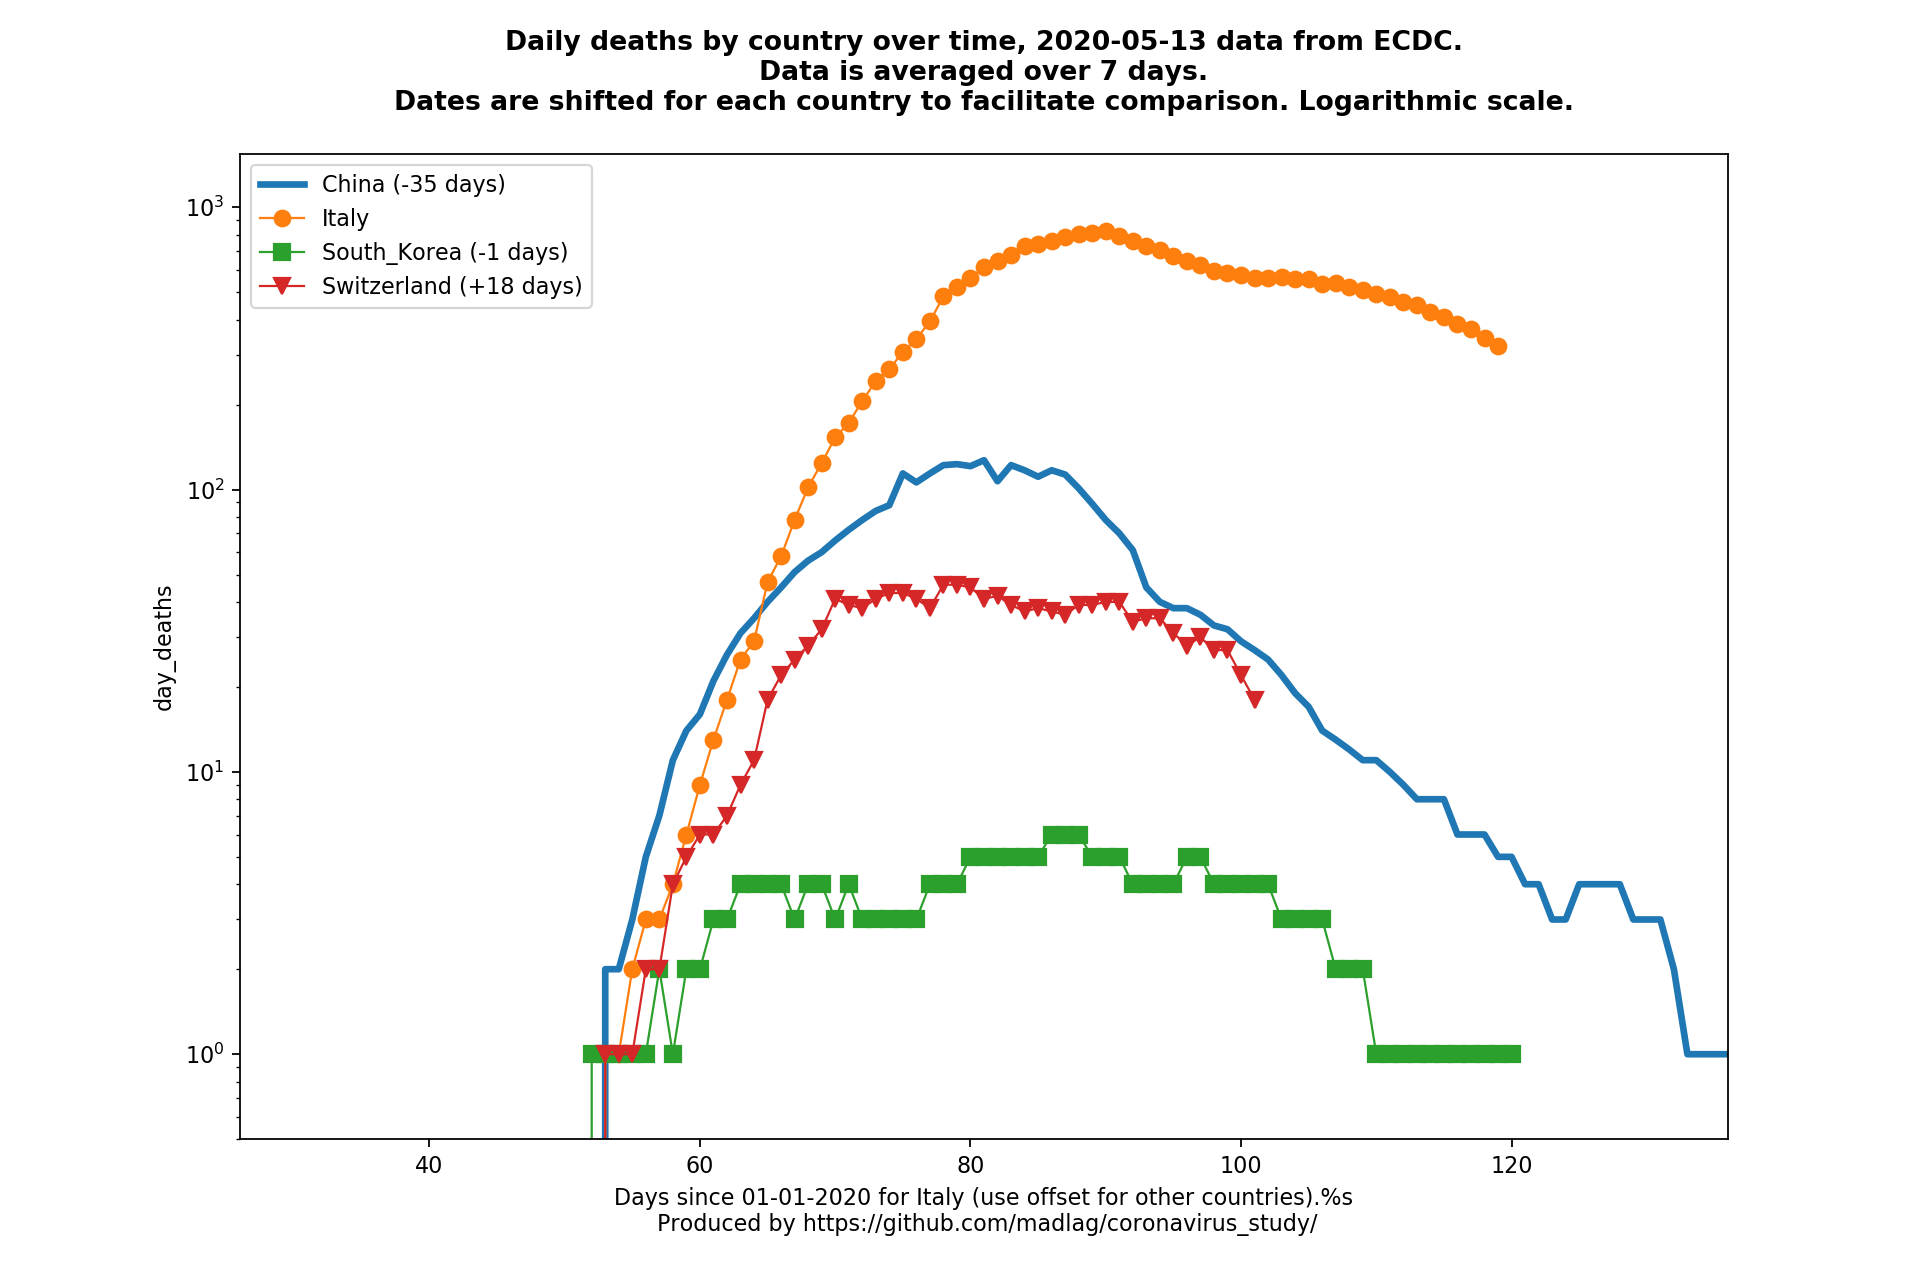 Daily deaths by country over time, 2020-05-13 data from ECDC.
Data is averaged over 7 days.
Dates are shifted for each country to facilitate comparison. Logarithmic scale.
China (-35 days)
Italy
South_Korea (-1 days)
Switzerland (+18 days)
10³
10²
10¹
10⁰
day_deaths
40 60 80 100 120
Days since 01-01-2020 for Italy (use offset for other countries).%s
Produced by https://github.com/madlag/coronavirus_study/